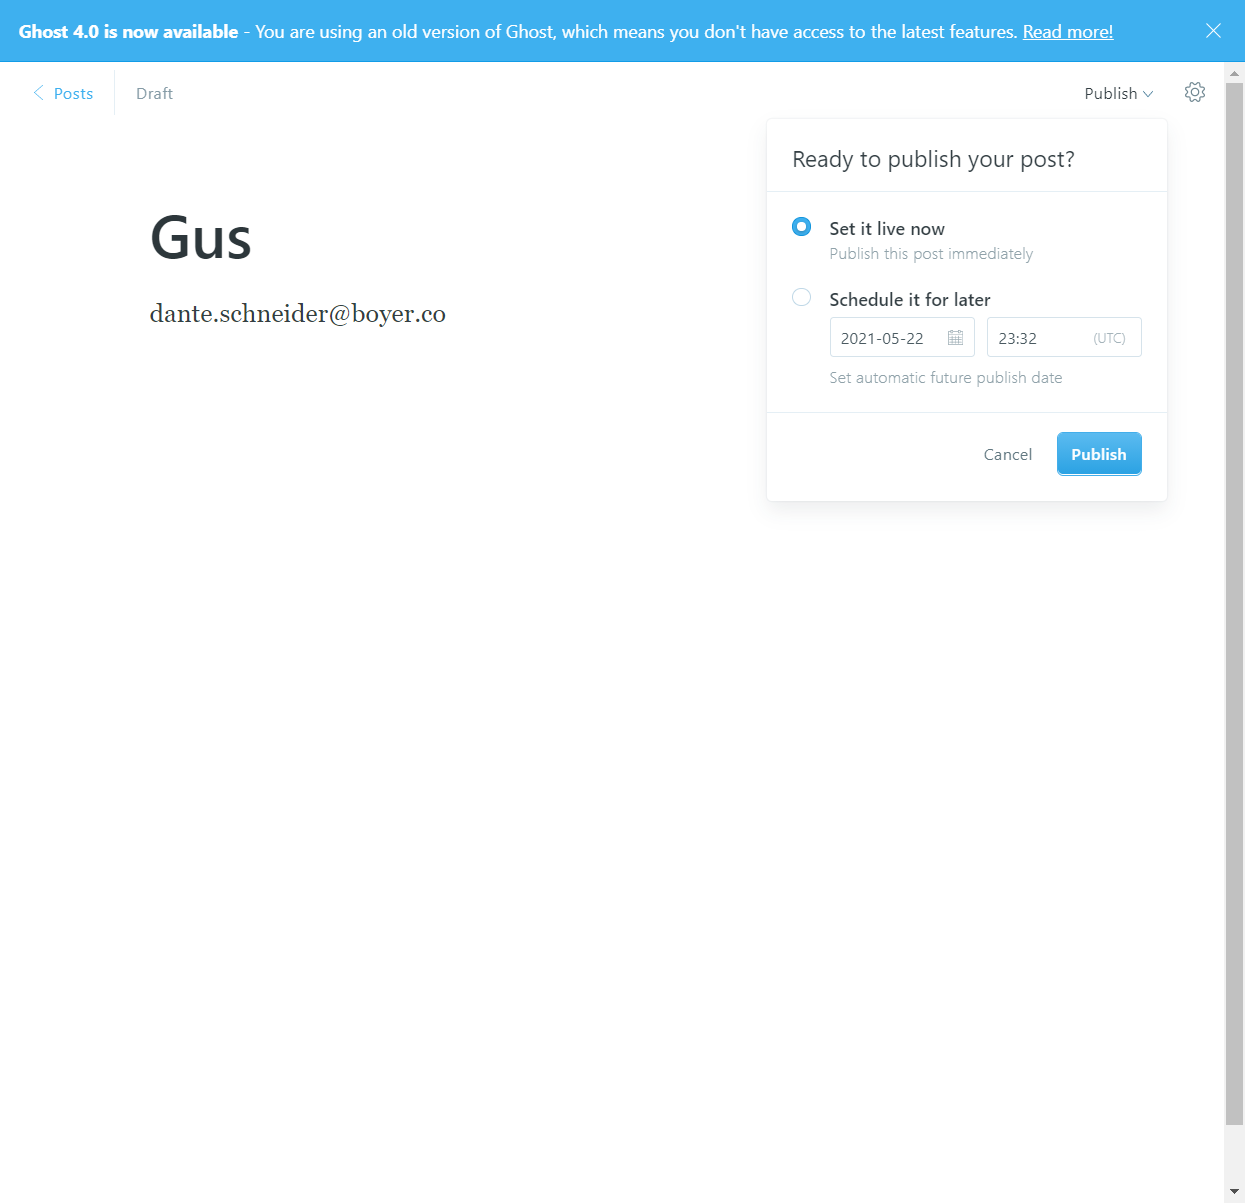 Ghost 4.0 is now available - You are using an old version of Ghost, which means you don't have access to the latest features. Read more!
Posts
Draft
Publish
Ready to publish your post?
Gus
dante.schneider@boyer.co
Set it live now
Publish this post immediately
Schedule it for later
2021-05-22
23:32 (UTC)
Set automatic future publish date
Cancel
Publish